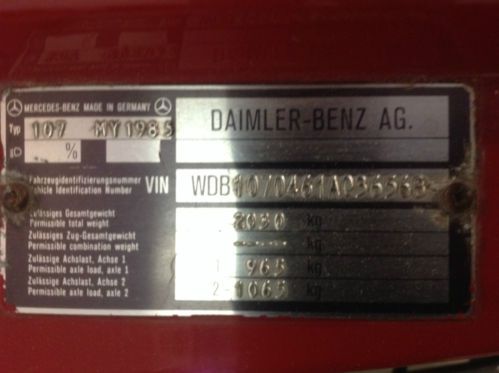 MERCEDES-BENZ MADE IN GERMANY
DAIMLER-BENZ AG.
Typ 107 MY1985
%
Fahrzeugidentifizierungsnummer
Vehicle Identification Number VIN WDB1070461A036568
Zulässiges Gesamtgewicht
Permissible total weight 2030 kg
Zulässiges Zug-Gesamtgewicht
Permissible combination weight ---- kg
Zulässige Achslast, Achse 1
Permissible axle load, axle 1 1- 965 kg
Zulässige Achslast, Achse 2
Permissible axle load, axle 2 2-1065 kg